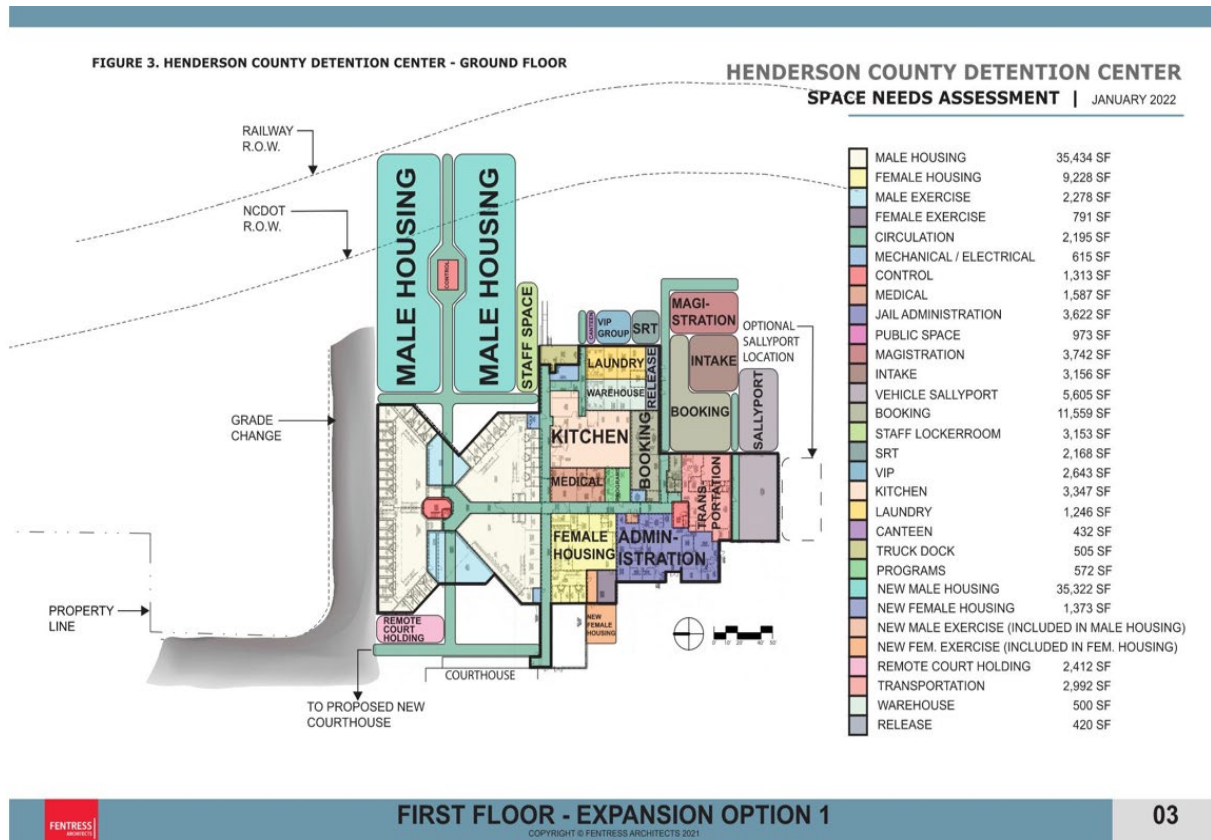 FIGURE 3. HENDERSON COUNTY DETENTION CENTER - GROUND FLOOR
HENDERSON COUNTY DETENTION CENTER
SPACE NEEDS ASSESSMENT | JANUARY 2022
RAILWAY
R.O.W.
NCDOT
R.O.W.
GRADE
CHANGE
PROPERTY
LINE
MALE HOUSING
MALE HOUSING
CONTROL
STAFF SPACE
CANTEEN
VIP
GROUP
SRT
MAGI-
STRATION
OPTIONAL
SALLYPORT
LOCATION
LAUNDRY
RELEASE
INTAKE
WAREHOUSE
BOOKING
SALLYPORT
KITCHEN
BOOKING
MEDICAL
PROGRAMS
TRANS-
PORTATION
FEMALE
HOUSING
ADMIN-
ISTRATION
REMOTE
COURT
HOLDING
NEW
FEMALE
HOUSING
COURTHOUSE
TO PROPOSED NEW
COURTHOUSE
0' 10' 20' 40' 50'
MALE HOUSING 35,434 SF
FEMALE HOUSING 9,228 SF
MALE EXERCISE 2,278 SF
FEMALE EXERCISE 791 SF
CIRCULATION 2,195 SF
MECHANICAL / ELECTRICAL 615 SF
CONTROL 1,313 SF
MEDICAL 1,587 SF
JAIL ADMINISTRATION 3,622 SF
PUBLIC SPACE 973 SF
MAGISTRATION 3,742 SF
INTAKE 3,156 SF
VEHICLE SALLYPORT 5,605 SF
BOOKING 11,559 SF
STAFF LOCKERROOM 3,153 SF
SRT 2,168 SF
VIP 2,643 SF
KITCHEN 3,347 SF
LAUNDRY 1,246 SF
CANTEEN 432 SF
TRUCK DOCK 505 SF
PROGRAMS 572 SF
NEW MALE HOUSING 35,322 SF
NEW FEMALE HOUSING 1,373 SF
NEW MALE EXERCISE (INCLUDED IN MALE HOUSING)
NEW FEM. EXERCISE (INCLUDED IN FEM. HOUSING)
REMOTE COURT HOLDING 2,412 SF
TRANSPORTATION 2,992 SF
WAREHOUSE 500 SF
RELEASE 420 SF
FENTRESS
ARCHITECTS
FIRST FLOOR - EXPANSION OPTION 1
COPYRIGHT © FENTRESS ARCHITECTS 2021
03